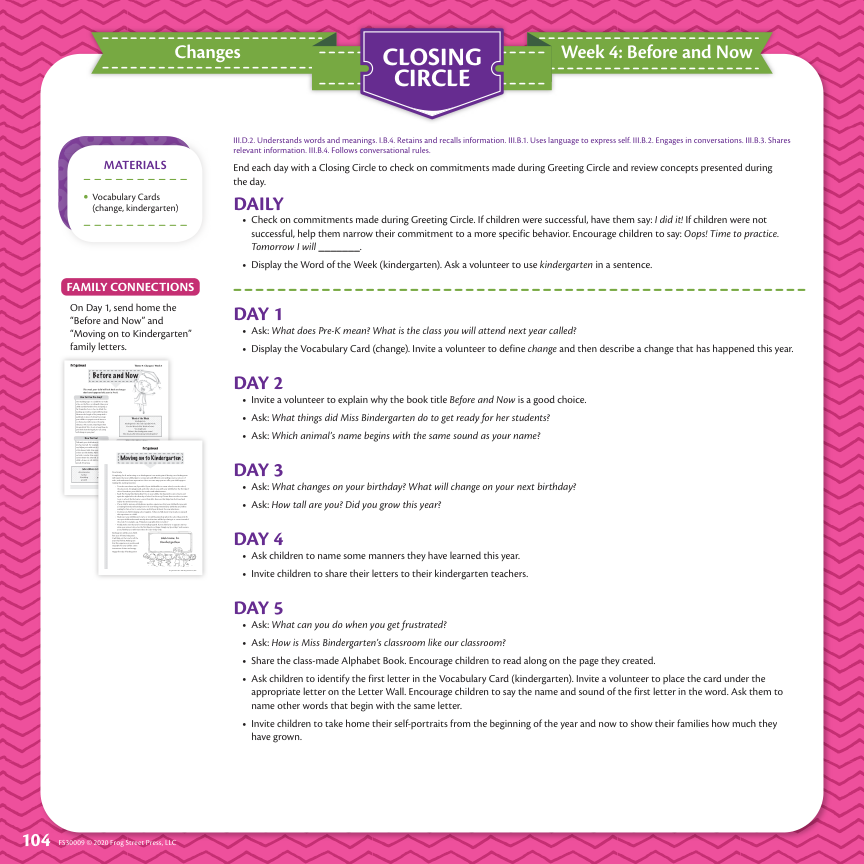 Changes
CLOSING
CIRCLE
Week 4: Before and Now
III.D.2. Understands words and meanings. I.B.4. Retains and recalls information. III.B.1. Uses language to express self. III.B.2. Engages in conversations. III.B.3. Shares
relevant information. III.B.4. Follows conversational rules.
MATERIALS
• Vocabulary Cards
(change, kindergarten)
FAMILY CONNECTIONS
On Day 1, send home the
“Before and Now” and
“Moving on to Kindergarten”
family letters.
Before and Now
Moving on to Kindergarten
End each day with a Closing Circle to check on commitments made during Greeting Circle and review concepts presented during
the day.
DAILY
• Check on commitments made during Greeting Circle. If children were successful, have them say: I did it! If children were not
successful, help them narrow their commitment to a more specific behavior. Encourage children to say: Oops! Time to practice.
Tomorrow I will ________.
• Display the Word of the Week (kindergarten). Ask a volunteer to use kindergarten in a sentence.
DAY 1
• Ask: What does Pre-K mean? What is the class you will attend next year called?
• Display the Vocabulary Card (change). Invite a volunteer to define change and then describe a change that has happened this year.
DAY 2
• Invite a volunteer to explain why the book title Before and Now is a good choice.
• Ask: What things did Miss Bindergarten do to get ready for her students?
• Ask: Which animal’s name begins with the same sound as your name?
DAY 3
• Ask: What changes on your birthday? What will change on your next birthday?
• Ask: How tall are you? Did you grow this year?
DAY 4
• Ask children to name some manners they have learned this year.
• Invite children to share their letters to their kindergarten teachers.
DAY 5
• Ask: What can you do when you get frustrated?
• Ask: How is Miss Bindergarten’s classroom like our classroom?
• Share the class-made Alphabet Book. Encourage children to read along on the page they created.
• Ask children to identify the first letter in the Vocabulary Card (kindergarten). Invite a volunteer to place the card under the
appropriate letter on the Letter Wall. Encourage children to say the name and sound of the first letter in the word. Ask them to
name other words that begin with the same letter.
• Invite children to take home their self-portraits from the beginning of the year and now to show their families how much they
have grown.
104 FS30009 © 2020 Frog Street Press, LLC